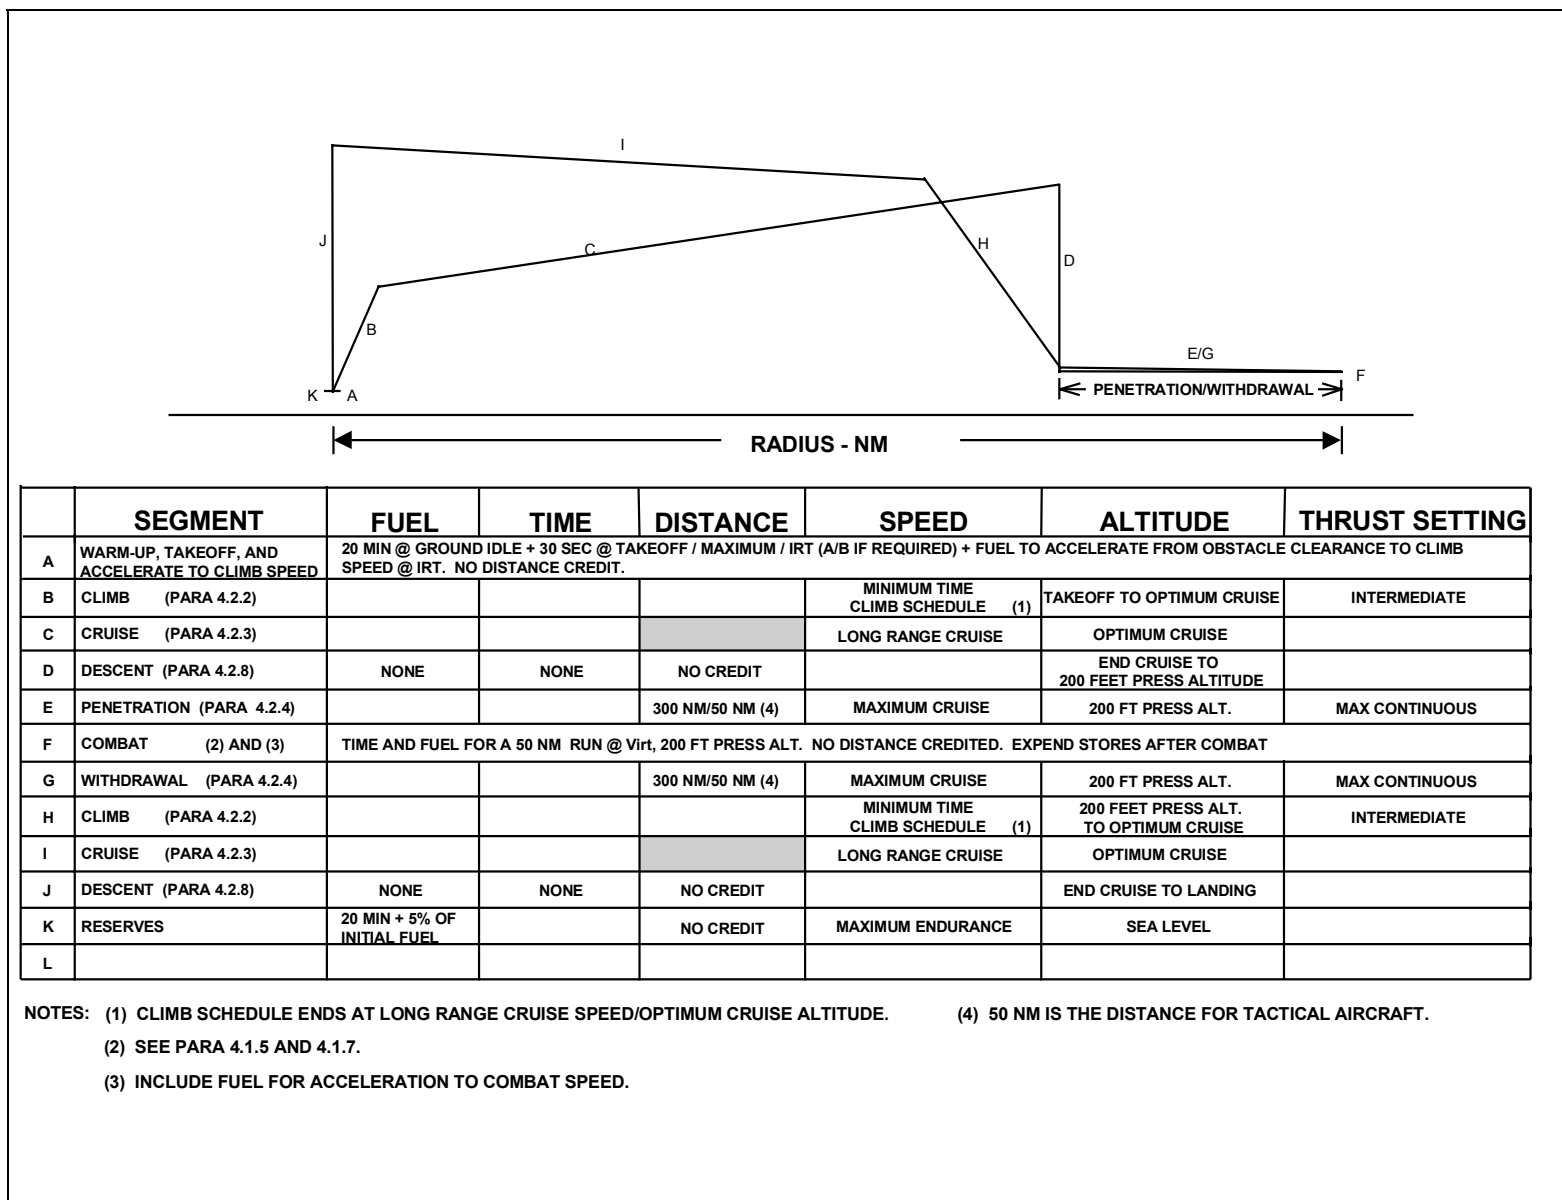 I
J
C
H
D
B
E/G
F
K
A
PENETRATION/WITHDRAWAL
RADIUS - NM
SEGMENT FUEL TIME DISTANCE SPEED ALTITUDE THRUST SETTING
A WARM-UP, TAKEOFF, AND
ACCELERATE TO CLIMB SPEED
20 MIN @ GROUND IDLE + 30 SEC @ TAKEOFF / MAXIMUM / IRT (A/B IF REQUIRED) + FUEL TO ACCELERATE FROM OBSTACLE CLEARANCE TO CLIMB
SPEED @ IRT. NO DISTANCE CREDIT.
B CLIMB (PARA 4.2.2)
MINIMUM TIME
CLIMB SCHEDULE (1)
TAKEOFF TO OPTIMUM CRUISE INTERMEDIATE
C CRUISE (PARA 4.2.3) LONG RANGE CRUISE OPTIMUM CRUISE
D DESCENT (PARA 4.2.8) NONE NONE NO CREDIT
END CRUISE TO
200 FEET PRESS ALTITUDE
E PENETRATION (PARA 4.2.4) 300 NM/50 NM (4) MAXIMUM CRUISE 200 FT PRESS ALT. MAX CONTINUOUS
F COMBAT (2) AND (3) TIME AND FUEL FOR A 50 NM RUN @ Virt, 200 FT PRESS ALT. NO DISTANCE CREDITED. EXPEND STORES AFTER COMBAT
G WITHDRAWAL (PARA 4.2.4) 300 NM/50 NM (4) MAXIMUM CRUISE 200 FT PRESS ALT. MAX CONTINUOUS
H CLIMB (PARA 4.2.2)
MINIMUM TIME
CLIMB SCHEDULE (1)
200 FEET PRESS ALT.
TO OPTIMUM CRUISE
INTERMEDIATE
I CRUISE (PARA 4.2.3) LONG RANGE CRUISE OPTIMUM CRUISE
J DESCENT (PARA 4.2.8) NONE NONE NO CREDIT END CRUISE TO LANDING
K RESERVES
20 MIN + 5% OF
INITIAL FUEL
NO CREDIT MAXIMUM ENDURANCE SEA LEVEL
L
NOTES: (1) CLIMB SCHEDULE ENDS AT LONG RANGE CRUISE SPEED/OPTIMUM CRUISE ALTITUDE. (4) 50 NM IS THE DISTANCE FOR TACTICAL AIRCRAFT.
(2) SEE PARA 4.1.5 AND 4.1.7.
(3) INCLUDE FUEL FOR ACCELERATION TO COMBAT SPEED.